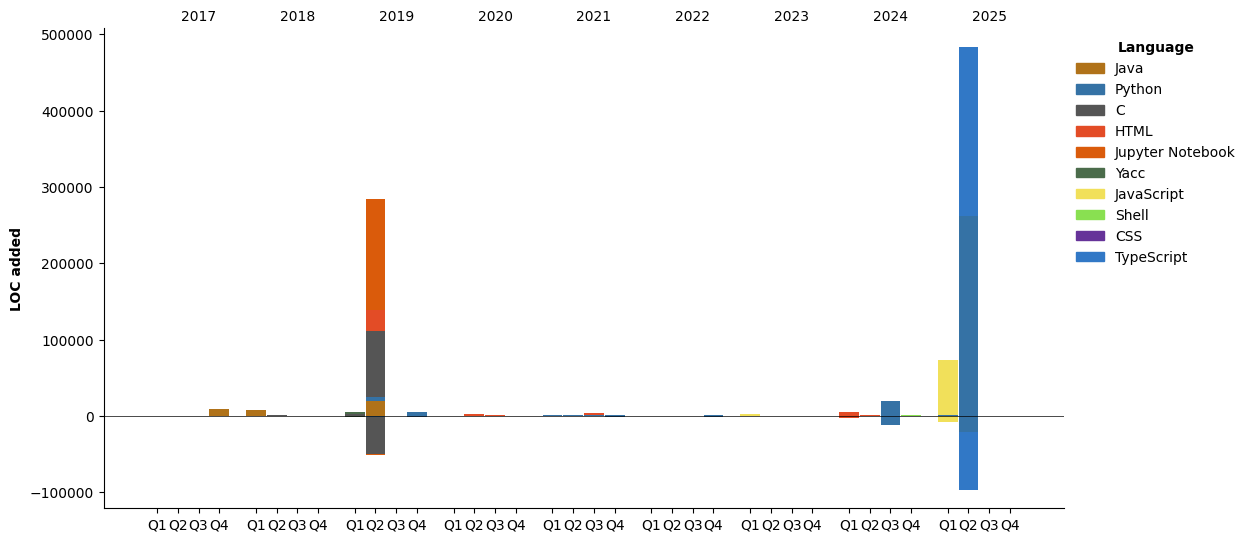 2017 2018 2019 2020 2021 2022 2023 2024 2025
500000
400000
300000
200000
100000
0
−100000
LOC added
Q1 Q2 Q3 Q4 Q1 Q2 Q3 Q4 Q1 Q2 Q3 Q4 Q1 Q2 Q3 Q4 Q1 Q2 Q3 Q4 Q1 Q2 Q3 Q4 Q1 Q2 Q3 Q4 Q1 Q2 Q3 Q4 Q1 Q2 Q3 Q4
Language
Java
Python
C
HTML
Jupyter Notebook
Yacc
JavaScript
Shell
CSS
TypeScript